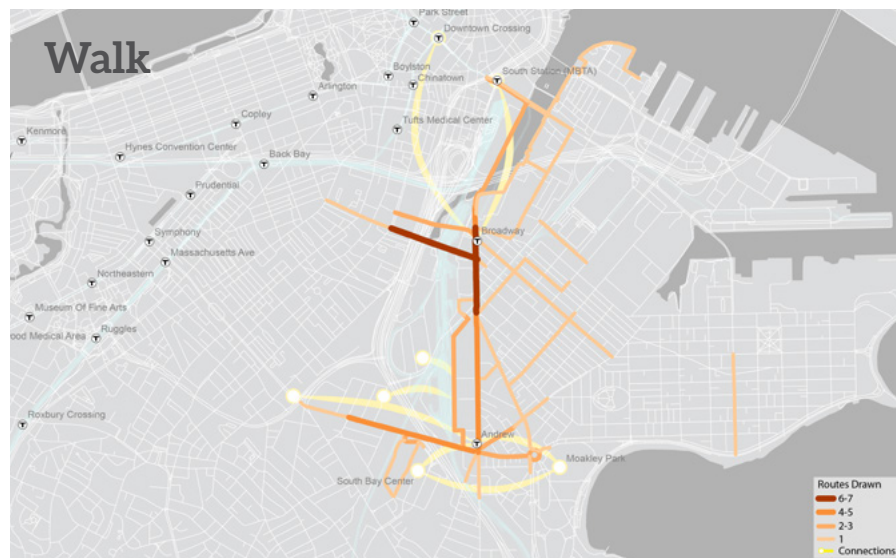 Walk
Park Street
Downtown Crossing
Boylston
Chinatown
South Station (MBTA)
Arlington
Copley
Tufts Medical Center
Kenmore
Hynes Convention Center
Back Bay
Prudential
Symphony
Broadway
Massachusetts Ave
Northeastern
Museum Of Fine Arts
ood Medical Area
Ruggles
Roxbury Crossing
Andrew
South Bay Center
Moakley Park
Routes Drawn
6-7
4-5
2-3
1
Connections